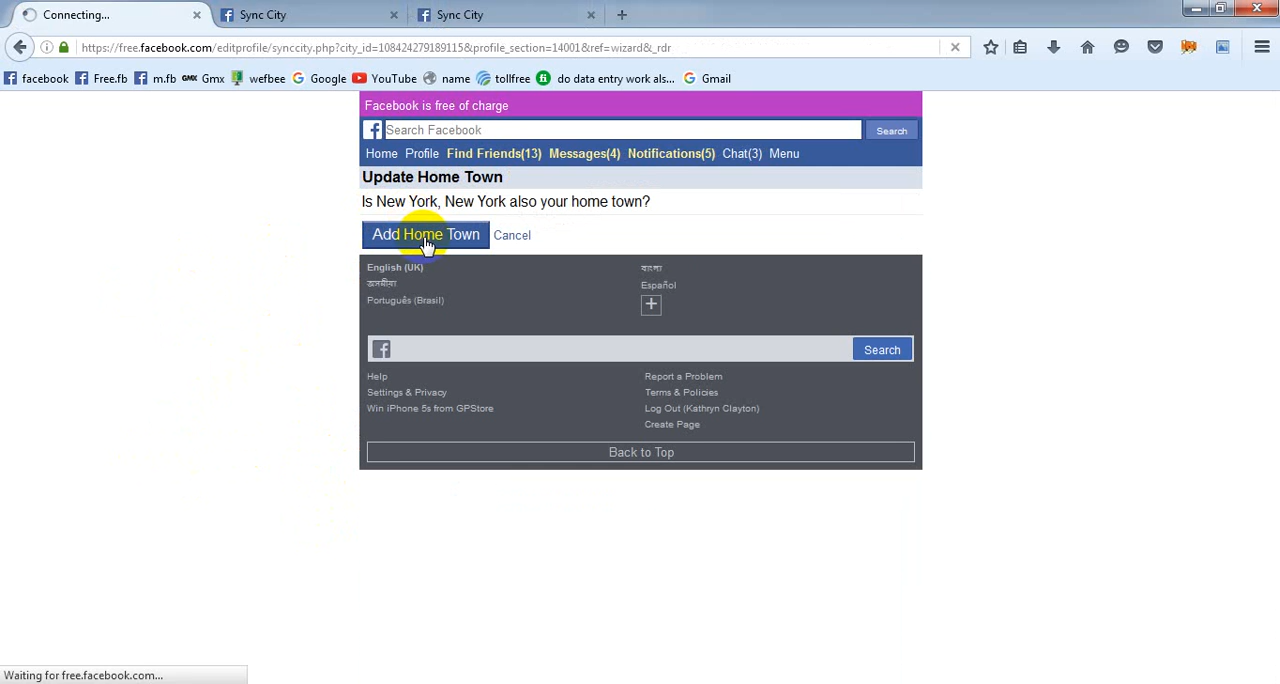 Connecting...
Sync City
Sync City
https://free.facebook.com/editprofile/synccity.php?city_id=108424279189115&profile_section=14001&ref=wizard&_rdr
facebook Free.fb m.fb GMX Gmx wefbee Google YouTube name tollfree do data entry work als... Gmail
Facebook is free of charge
Search Facebook Search
Home Profile Find Friends(13) Messages(4) Notifications(5) Chat(3) Menu
Update Home Town
Is New York, New York also your home town?
Add Home Town Cancel
English (UK) বাংলা
অসমীয়া Español
Português (Brasil)
Search
Help Report a Problem
Settings & Privacy Terms & Policies
Win iPhone 5s from GPStore Log Out (Kathryn Clayton)
Create Page
Back to Top
Waiting for free.facebook.com...